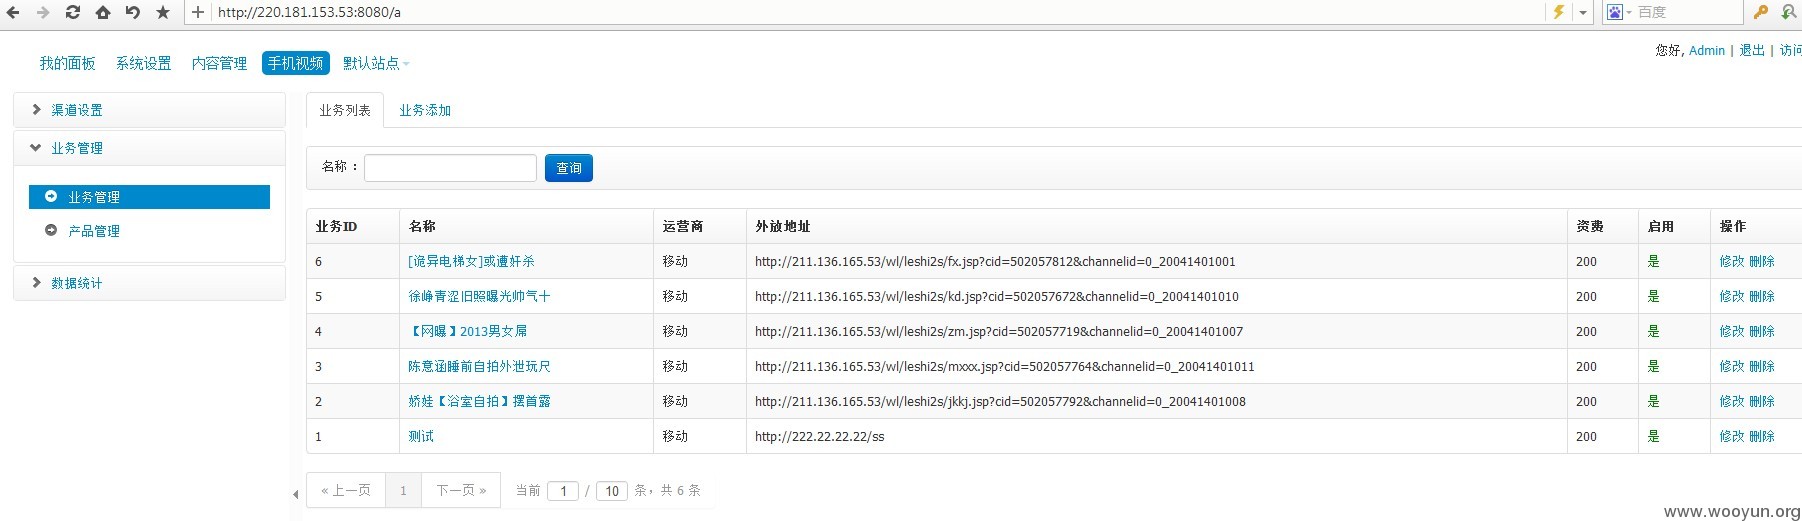 http://220.181.153.53:8080/a
百度
您好, Admin | 退出 | 访问
我的面板 系统设置 内容管理 手机视频 默认站点
渠道设置
业务管理
业务管理
产品管理
数据统计
业务列表 业务添加
名称 : 查询
业务ID 名称 运营商 外放地址 资费 启用 操作
6 [诡异电梯女]或遭奸杀 移动 http://211.136.165.53/wl/leshi2s/fx.jsp?cid=502057812&channelid=0_20041401001 200 是 修改 删除
5 徐峥青涩旧照曝光帅气十 移动 http://211.136.165.53/wl/leshi2s/kd.jsp?cid=502057672&channelid=0_20041401010 200 是 修改 删除
4 【网曝】2013男女屌 移动 http://211.136.165.53/wl/leshi2s/zm.jsp?cid=502057719&channelid=0_20041401007 200 是 修改 删除
3 陈意涵睡前自拍外泄玩尺 移动 http://211.136.165.53/wl/leshi2s/mxxx.jsp?cid=502057764&channelid=0_20041401011 200 是 修改 删除
2 娇娃【浴室自拍】摆首露 移动 http://211.136.165.53/wl/leshi2s/jkkj.jsp?cid=502057792&channelid=0_20041401008 200 是 修改 删除
1 测试 移动 http://222.22.22.22/ss 200 是 修改 删除
« 上一页 1 下一页 » 当前 1 / 10 条，共 6 条
www.wooyun.org